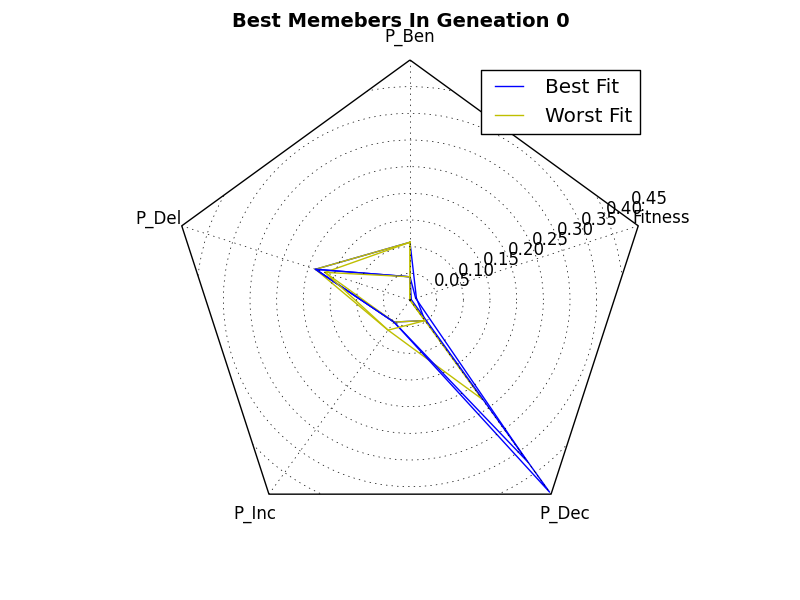 Best Memebers In Geneation 0
P_Ben
Best Fit
Worst Fit
0.45
0.40
0.35
0.30
0.25
0.20
0.15
0.10
0.05
Fitness
P_Del
P_Inc
P_Dec